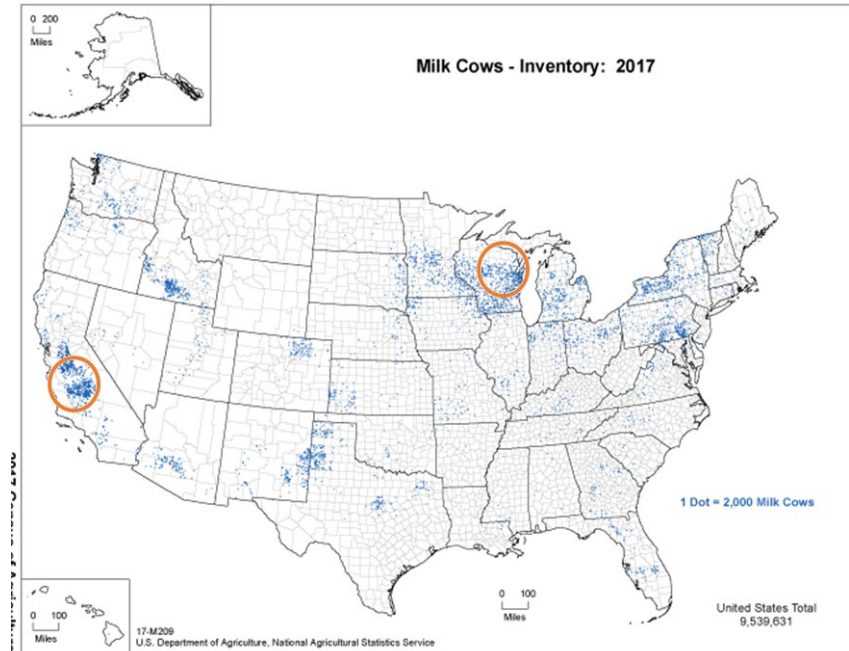 0 200
Miles
Milk Cows - Inventory: 2017
1 Dot = 2,000 Milk Cows
0 100
Miles
0 100
Miles
17-M209
U.S. Department of Agriculture, National Agricultural Statistics Service
United States Total
9,539,631